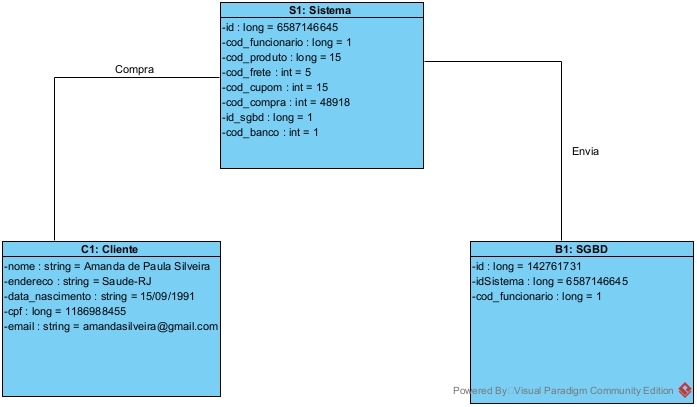 S1: Sistema
-id : long = 6587146645
-cod_funcionario : long = 1
-cod_produto : long = 15
-cod_frete : int = 5
-cod_cupom : int = 15
-cod_compra : int = 48918
-id_sgbd : long = 1
-cod_banco : int = 1
Compra
Envia
C1: Cliente
-nome : string = Amanda de Paula Silveira
-endereco : string = Saude-RJ
-data_nascimento : string = 15/09/1991
-cpf : long = 1186988455
-email : string = amandasilveira@gmail.com
B1: SGBD
-id : long = 142761731
-idSistema : long = 6587146645
-cod_funcionario : long = 1
Powered By Visual Paradigm Community Edition